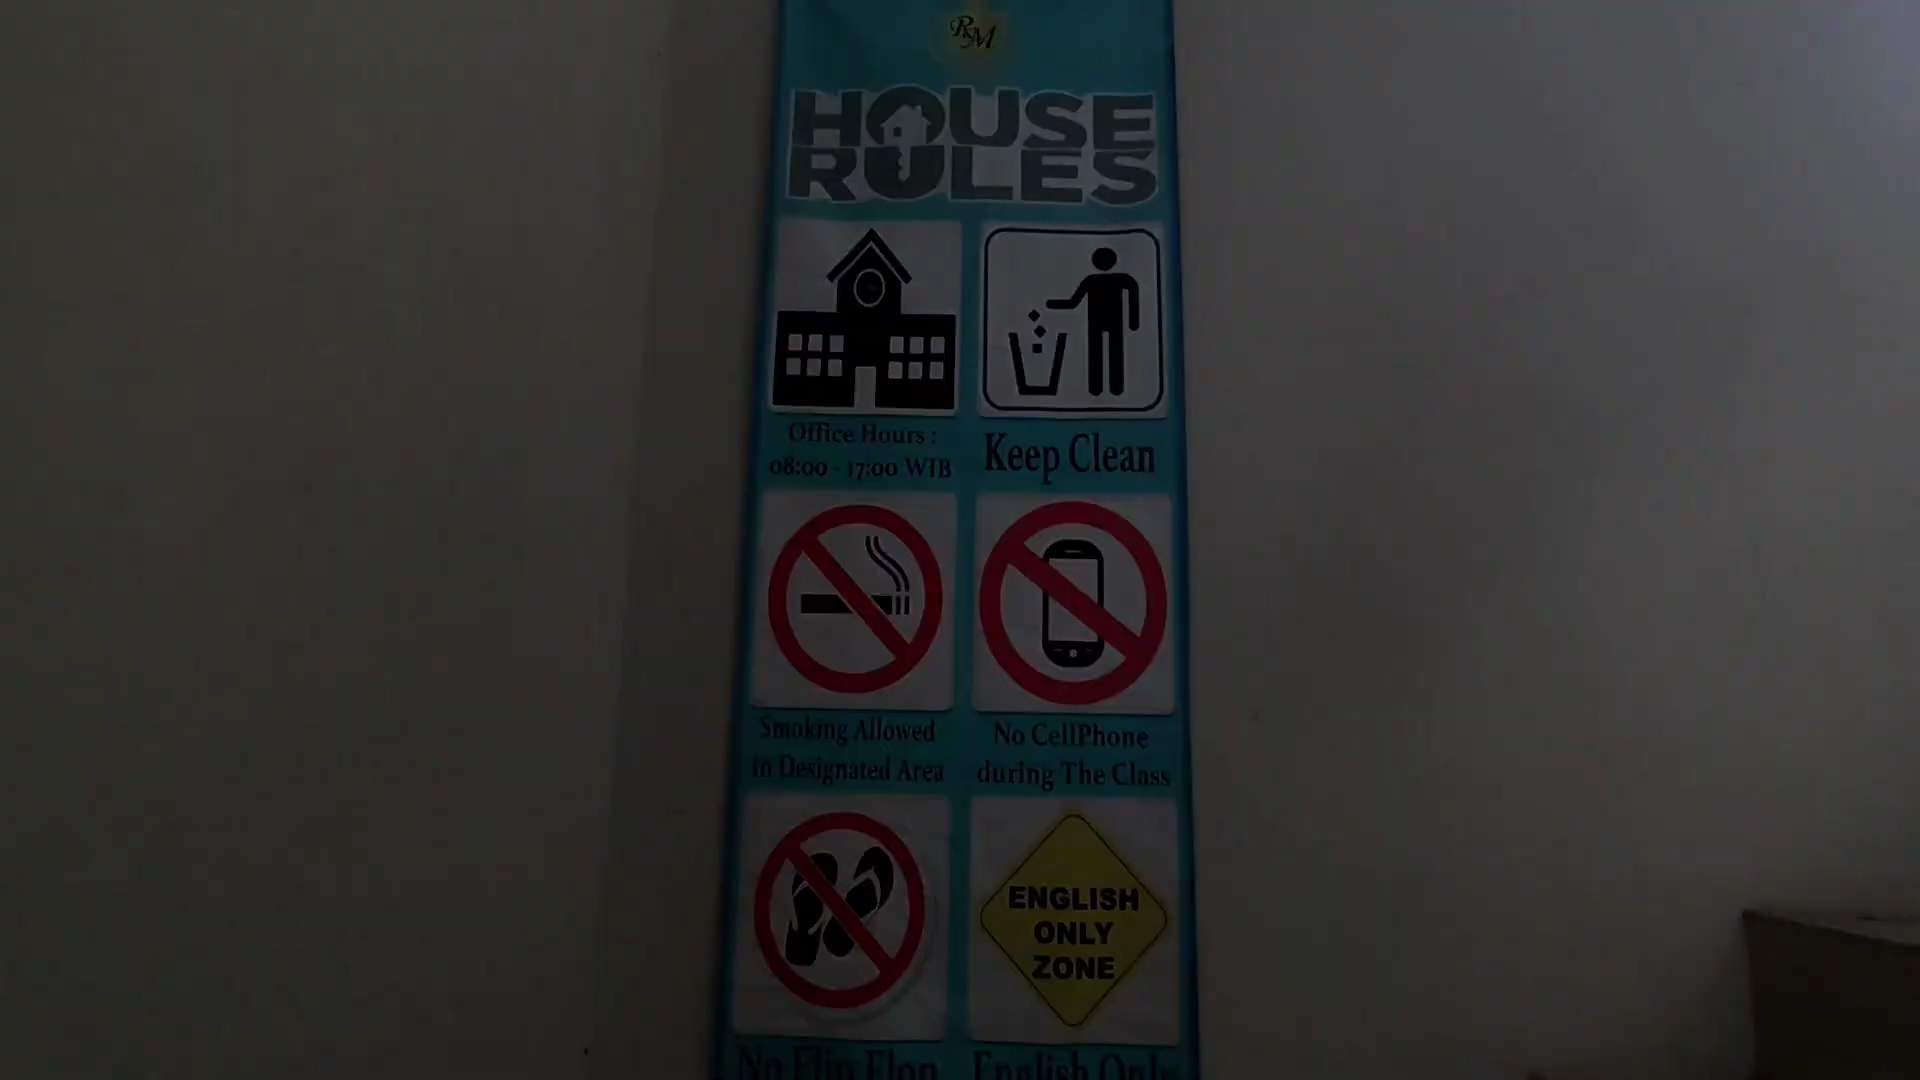 RM
HOUSE
RULES
Office Hours :
08:00 - 17:00 WIB
Keep Clean
Smoking Allowed
in Designated Area
No CellPhone
during The Class
ENGLISH
ONLY
ZONE
No Flip Flop
English Only